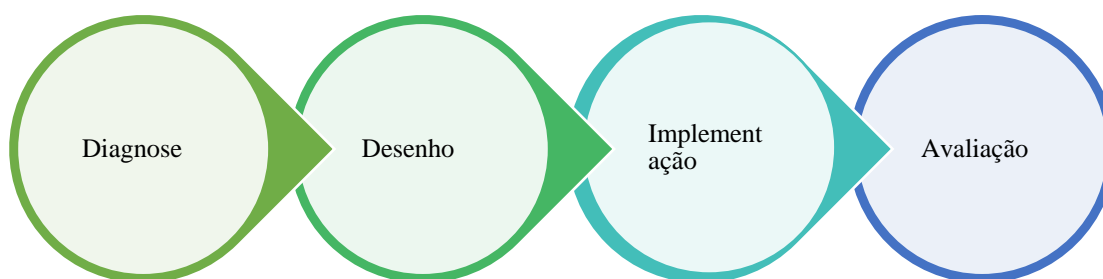 Diagnose
Desenho
Implement
ação
Avaliação